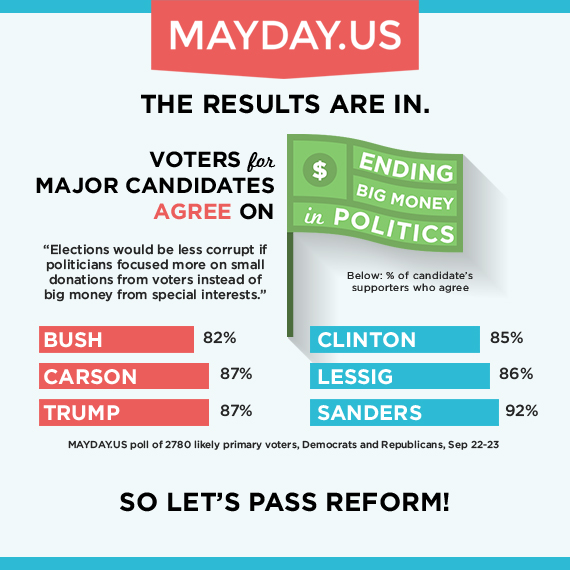 MAYDAY.US
THE RESULTS ARE IN.
VOTERS for
MAJOR CANDIDATES
AGREE ON
$
ENDING
BIG MONEY
in POLITICS
“Elections would be less corrupt if
politicians focused more on small
donations from voters instead of
big money from special interests.”
Below: % of candidate's
supporters who agree
BUSH 82%
CARSON 87%
TRUMP 87%
CLINTON 85%
LESSIG 86%
SANDERS 92%
MAYDAY.US poll of 2780 likely primary voters, Democrats and Republicans, Sep 22-23
SO LET'S PASS REFORM!